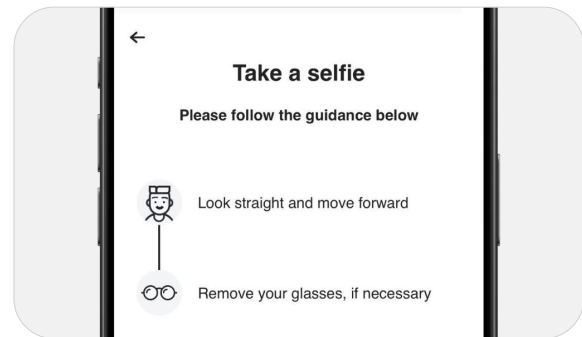 Take a selfie
Please follow the guidance below
Look straight and move forward
Remove your glasses, if necessary